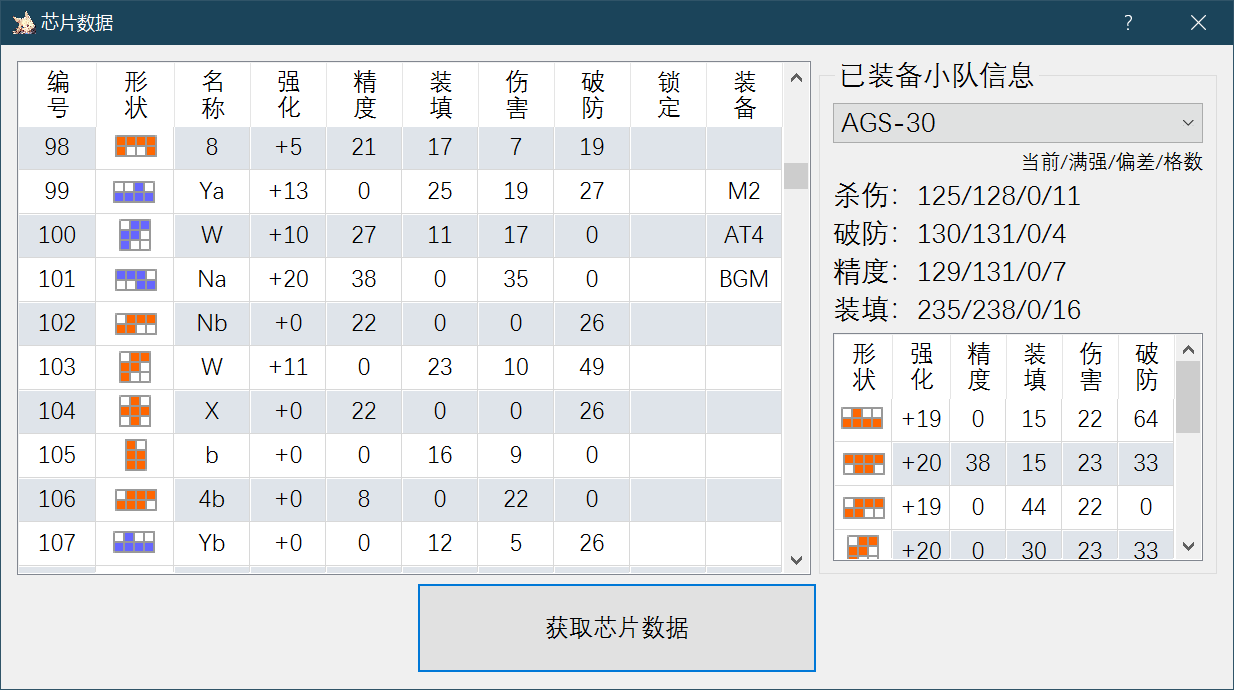 芯片数据
编号 形状 名称 强化 精度 装填 伤害 破防 锁定 装备
98 8 +5 21 17 7 19
99 Ya +13 0 25 19 27 M2
100 W +10 27 11 17 0 AT4
101 Na +20 38 0 35 0 BGM
102 Nb +0 22 0 0 26
103 W +11 0 23 10 49
104 X +0 22 0 0 26
105 b +0 0 16 9 0
106 4b +0 8 0 22 0
107 Yb +0 0 12 5 26
已装备小队信息
AGS-30
当前/满强/偏差/格数
杀伤： 125/128/0/11
破防： 130/131/0/4
精度： 129/131/0/7
装填： 235/238/0/16
形状 强化 精度 装填 伤害 破防
+19 0 15 22 64
+20 38 15 23 33
+19 0 44 22 0
+20 0 30 23 33
获取芯片数据